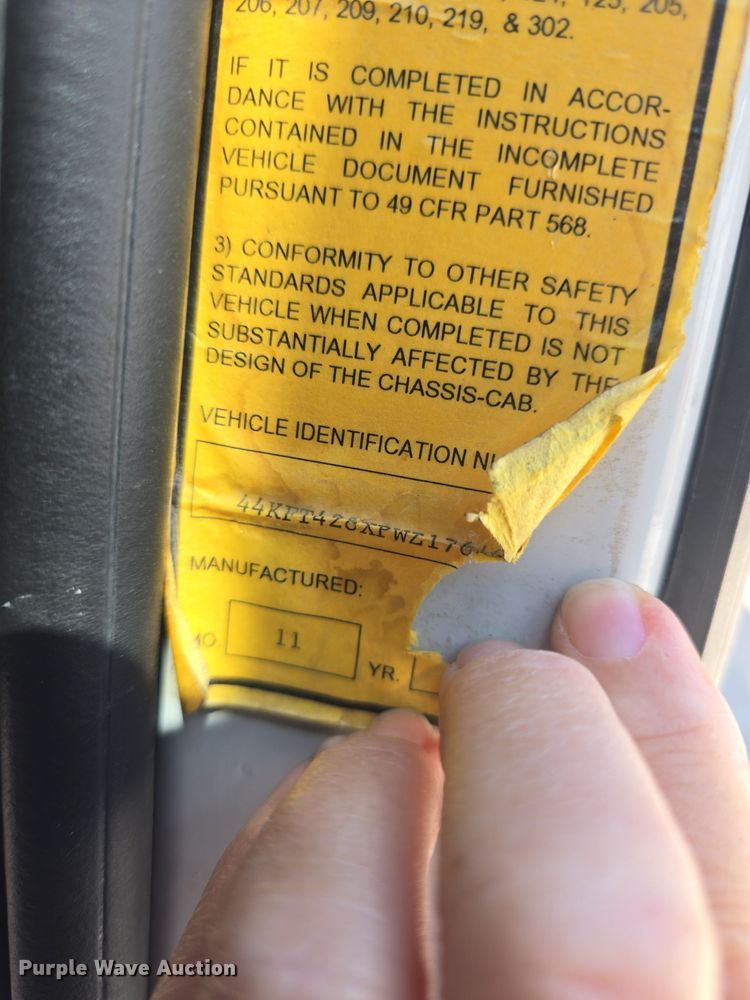 206, 207, 209, 210, 219, & 302.
IF IT IS COMPLETED IN ACCOR-
DANCE WITH THE INSTRUCTIONS
CONTAINED IN THE INCOMPLETE
VEHICLE DOCUMENT FURNISHED
PURSUANT TO 49 CFR PART 568.
3) CONFORMITY TO OTHER SAFETY
STANDARDS APPLICABLE TO THIS
VEHICLE WHEN COMPLETED IS NOT
SUBSTANTIALLY AFFECTED BY THE
DESIGN OF THE CHASSIS-CAB.
VEHICLE IDENTIFICATION
MANUFACTURED:
MO. 11 YR.
Purple Wave Auction